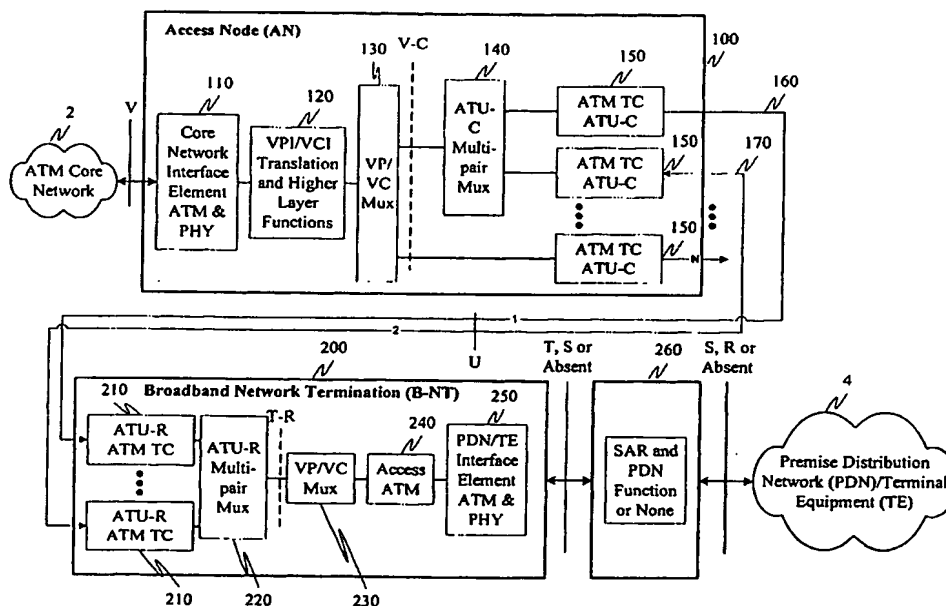 Access Node (AN)
V-C
130
140
150
100
160
110
120
2
V
ATM Core
Network
Core
Network
Interface
Element
ATM &
PHY
VPI/VCI
Translation
and Higher
Layer
Functions
VP/
VC
Mux
ATU-
C
Multi-
pair
Mux
ATM TC
ATU-C
150
170
ATM TC
ATU-C
150
ATM TC
ATU-C
N
1
2
U
200
T, S or
Absent
260
S, R or
Absent
Broadband Network Termination (B-NT)
210
T-R
240
250
4
ATU-R
ATM TC
ATU-R
Multi-
pair
Mux
VP/VC
Mux
Access
ATM
PDN/TE
Interface
Element
ATM &
PHY
SAR and
PDN
Function
or None
Premise Distribution
Network (PDN)/Terminal
Equipment (TE)
ATU-R
ATM TC
210
220
230